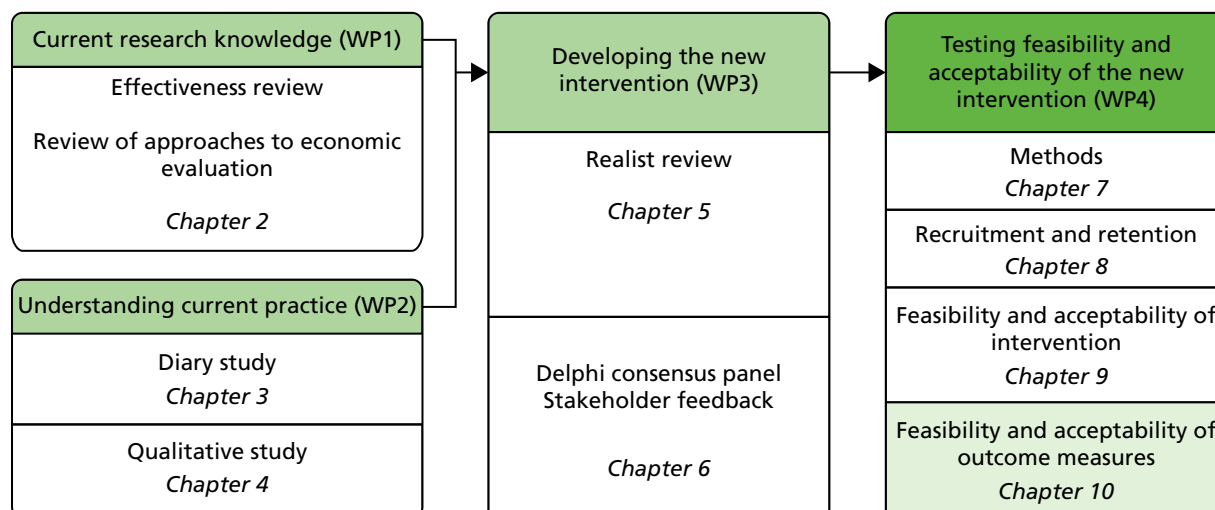 Current research knowledge (WP1)
Effectiveness review
Review of approaches to economic
evaluation
Chapter 2
Understanding current practice (WP2)
Diary study
Chapter 3
Qualitative study
Chapter 4
Developing the new
intervention (WP3)
Realist review
Chapter 5
Delphi consensus panel
Stakeholder feedback
Chapter 6
Testing feasibility and
acceptability of the new
intervention (WP4)
Methods
Chapter 7
Recruitment and retention
Chapter 8
Feasibility and acceptability of
intervention
Chapter 9
Feasibility and acceptability of
outcome measures
Chapter 10